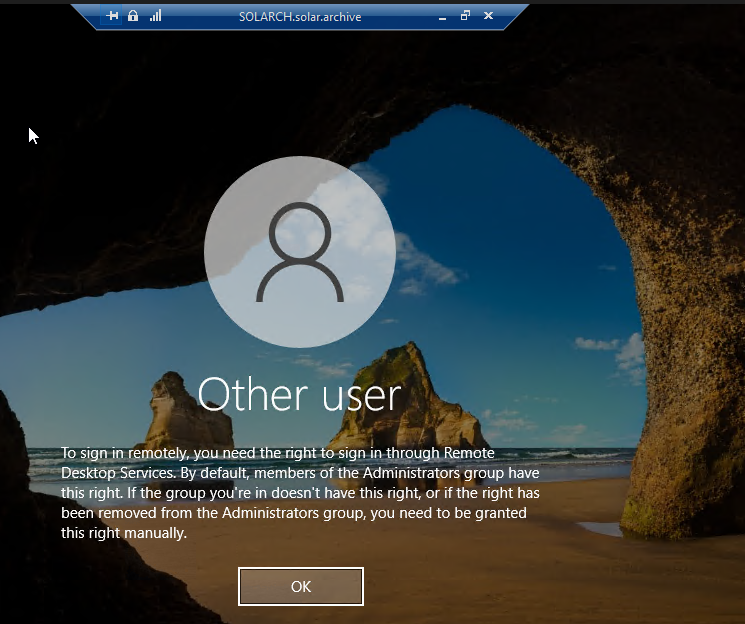 SOLARCH.solar.archive
Other user
To sign in remotely, you need the right to sign in through Remote
Desktop Services. By default, members of the Administrators group have
this right. If the group you're in doesn't have this right, or if the right has
been removed from the Administrators group, you need to be granted
this right manually.
OK